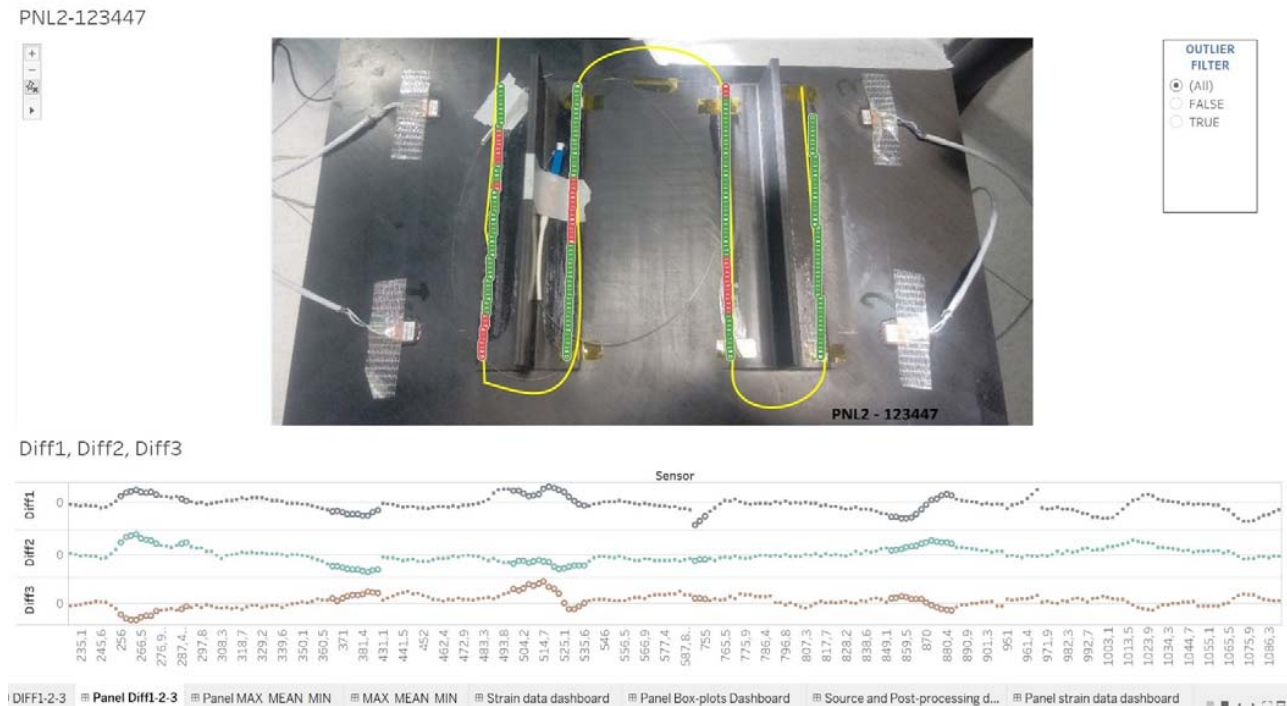 PNL2-123447
OUTLIER
FILTER
(All)
FALSE
TRUE
PNL2 - 123447
Diff1, Diff2, Diff3
Sensor
Diff1
0
Diff2
0
Diff3
0
235.1. 245.6. 256 266.5 276,9.. 287,4.. 297.8 308.3 318.7 329.2 339.6 350.1 360.5 371 381.4 431.1 441.5 452 462.4 472.9 483.3 493.8 504.2 514.7 525.1 535.6 546 556.5 566.9 577.4 587,8.. 755 765.5 775.9 786.4 796.8 807.3 817.7 828.2 838.6 849.1 859.5 870 880.4 890.9 901.3 951 961.4 971.9 982.3 992.7 1003.1 1013.5 1023.9 1034.3 1044.7 1055.1 1065.5 1075.9 1086.3
DIFF1-2-3 Panel Diff1-2-3 Panel MAX MEAN MIN MAX MEAN MIN Strain data dashboard Panel Box-plots Dashboard Source and Post-processing d... Panel strain data dashboard